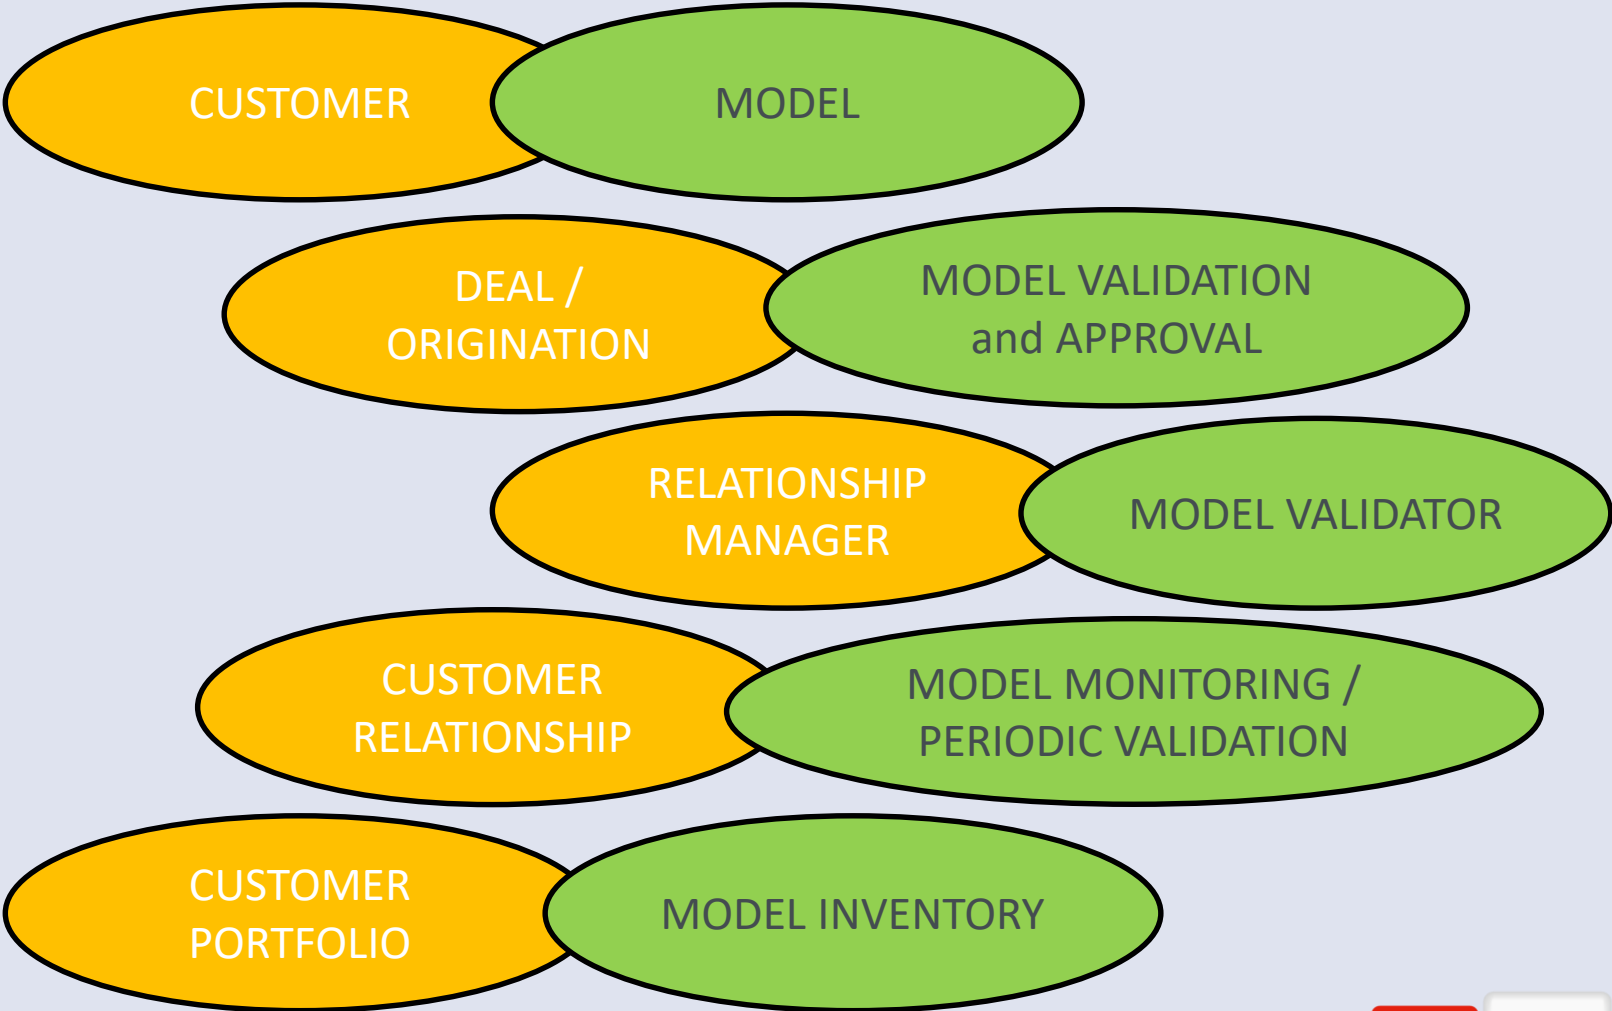 CUSTOMER
MODEL
DEAL /
ORIGINATION
MODEL VALIDATION
and APPROVAL
RELATIONSHIP
MANAGER
MODEL VALIDATOR
CUSTOMER
RELATIONSHIP
MODEL MONITORING /
PERIODIC VALIDATION
CUSTOMER
PORTFOLIO
MODEL INVENTORY